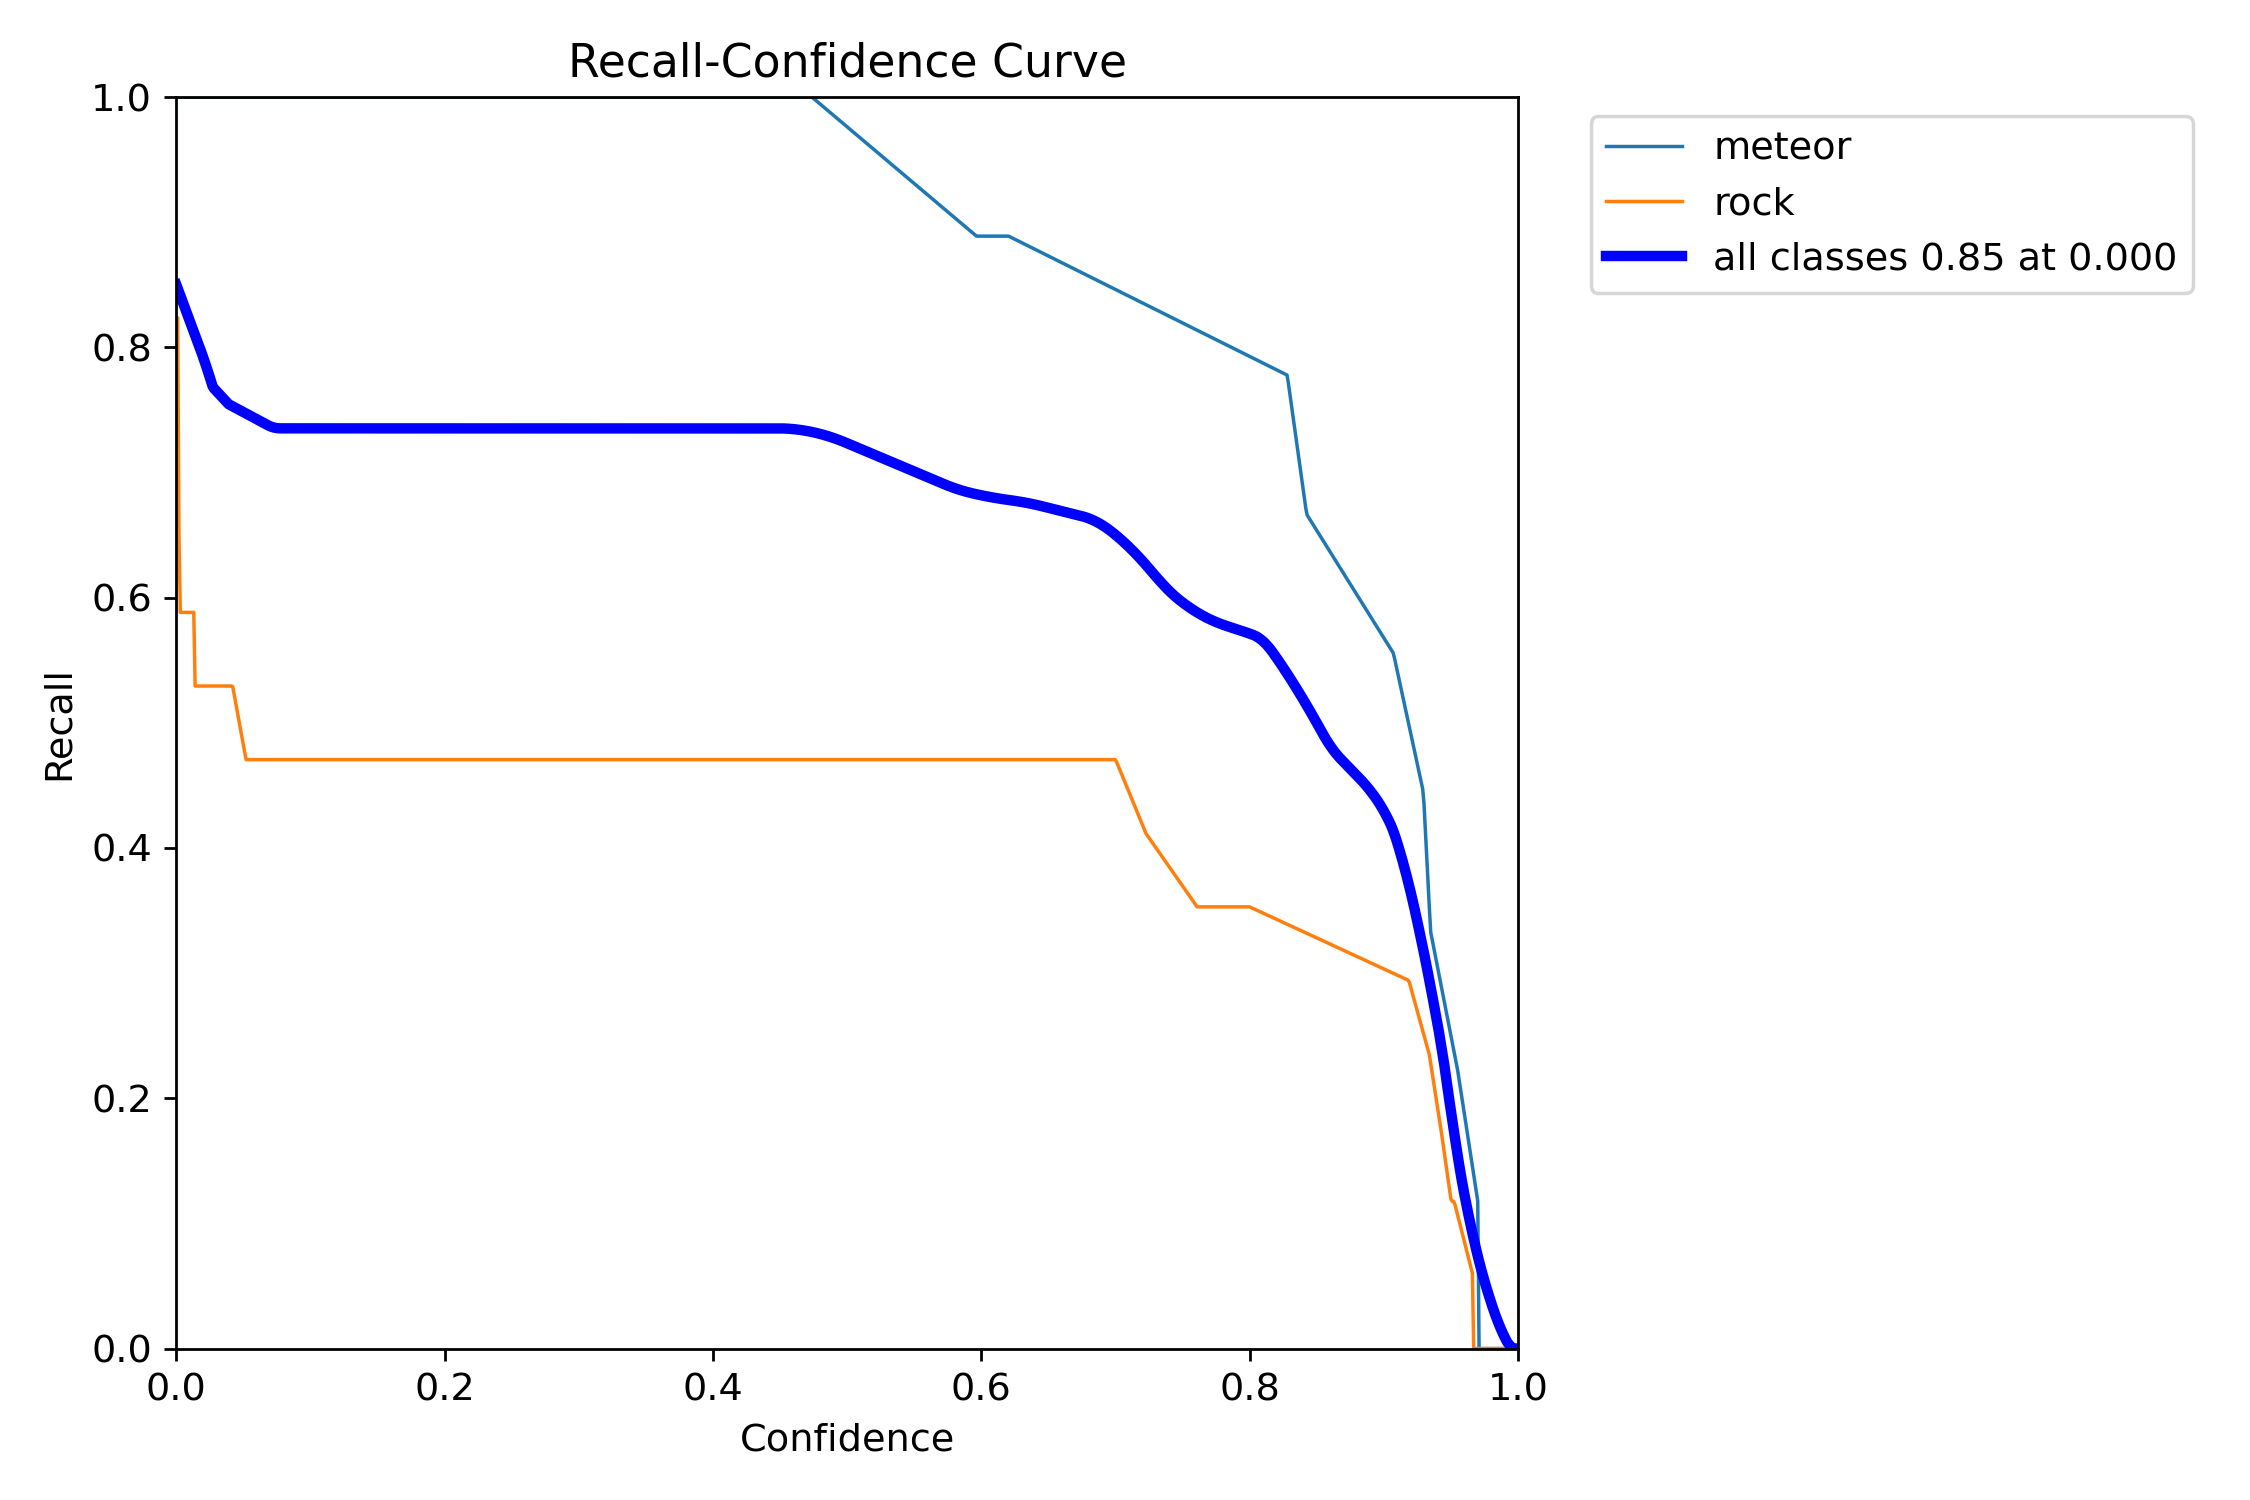 Recall-Confidence Curve
1.0
0.8
0.6
0.4
0.2
0.0
Recall
0.0 0.2 0.4 0.6 0.8 1.0
Confidence
meteor
rock
all classes 0.85 at 0.000